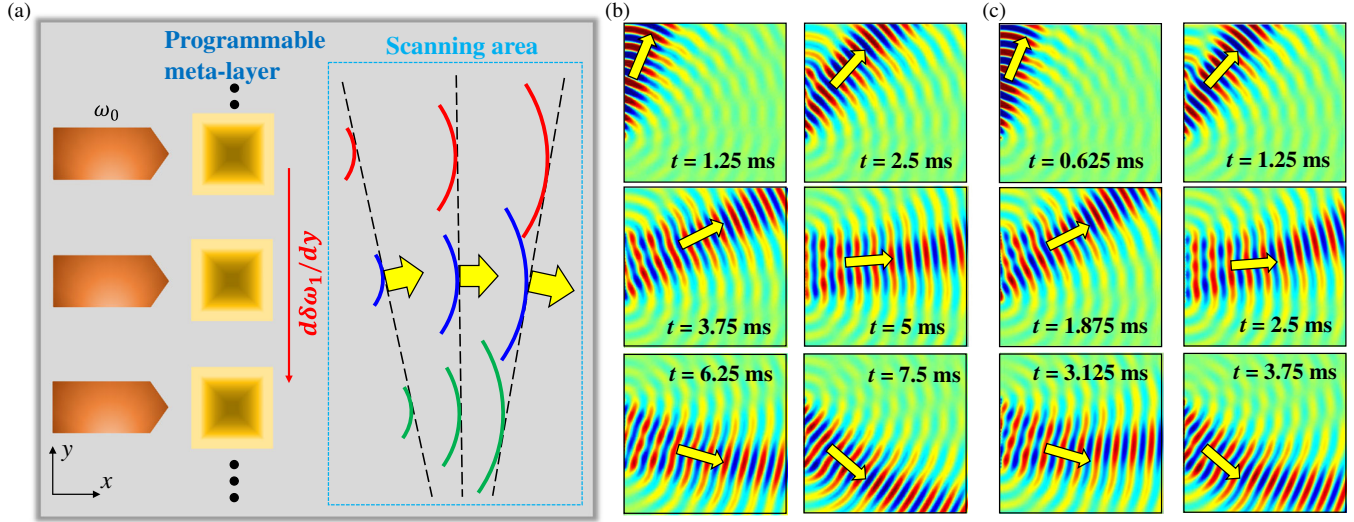 (a)
Programmable
meta-layer
Scanning area
ω₀
dδω₁/dy
y
x
(b)
t = 1.25 ms
t = 2.5 ms
t = 3.75 ms
t = 5 ms
t = 6.25 ms
t = 7.5 ms
(c)
t = 0.625 ms
t = 1.25 ms
t = 1.875 ms
t = 2.5 ms
t = 3.125 ms
t = 3.75 ms